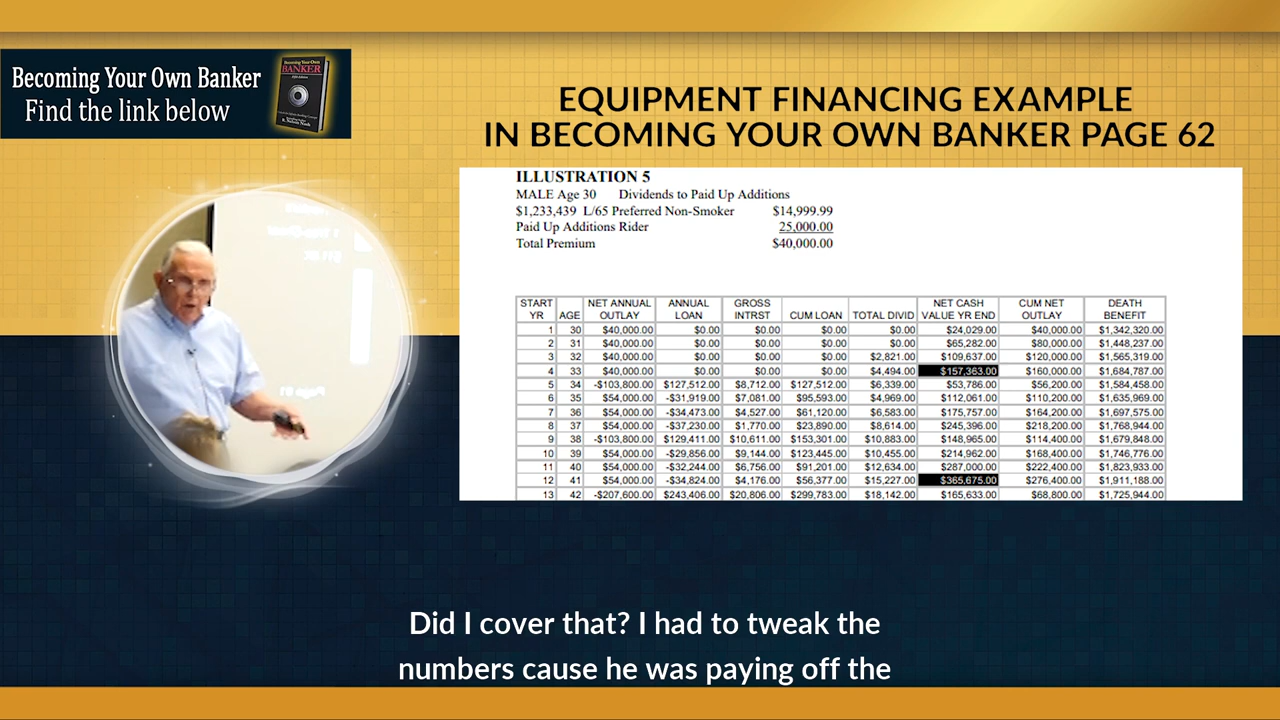 Becoming Your Own Banker
Find the link below
Becoming Your Own
BANKER
EQUIPMENT FINANCING EXAMPLE
IN BECOMING YOUR OWN BANKER PAGE 62
ILLUSTRATION 5
MALE Age 30 Dividends to Paid Up Additions
$1,233,439 L/65 Preferred Non-Smoker $14,999.99
Paid Up Additions Rider 25,000.00
Total Premium $40,000.00
START YR AGE NET ANNUAL OUTLAY ANNUAL LOAN GROSS INTRST CUM LOAN TOTAL DIVID NET CASH VALUE YR END CUM NET OUTLAY DEATH BENEFIT
1 30 $40,000.00 $0.00 $0.00 $0.00 $0.00 $24,029.00 $40,000.00 $1,342,320.00
2 31 $40,000.00 $0.00 $0.00 $0.00 $0.00 $65,282.00 $80,000.00 $1,448,237.00
3 32 $40,000.00 $0.00 $0.00 $0.00 $2,821.00 $109,637.00 $120,000.00 $1,565,319.00
4 33 $40,000.00 $0.00 $0.00 $0.00 $4,494.00 $157,363.00 $160,000.00 $1,684,787.00
5 34 -$103,800.00 $127,512.00 $8,712.00 $127,512.00 $6,339.00 $53,786.00 $56,200.00 $1,584,458.00
6 35 $54,000.00 -$31,919.00 $7,081.00 $95,593.00 $4,969.00 $112,061.00 $110,200.00 $1,635,969.00
7 36 $54,000.00 -$34,473.00 $4,527.00 $61,120.00 $6,583.00 $175,757.00 $164,200.00 $1,697,575.00
8 37 $54,000.00 -$37,230.00 $1,770.00 $23,890.00 $8,614.00 $245,396.00 $218,200.00 $1,768,944.00
9 38 -$103,800.00 $129,411.00 $10,611.00 $153,301.00 $10,883.00 $148,965.00 $114,400.00 $1,679,848.00
10 39 $54,000.00 -$29,856.00 $9,144.00 $123,445.00 $10,455.00 $214,962.00 $168,400.00 $1,746,776.00
11 40 $54,000.00 -$32,244.00 $6,756.00 $91,201.00 $12,634.00 $287,000.00 $222,400.00 $1,823,933.00
12 41 $54,000.00 -$34,824.00 $4,176.00 $56,377.00 $15,227.00 $365,675.00 $276,400.00 $1,911,188.00
13 42 -$207,600.00 $243,406.00 $20,806.00 $299,783.00 $18,142.00 $165,633.00 $68,800.00 $1,725,944.00
Did I cover that? I had to tweak the
numbers cause he was paying off the